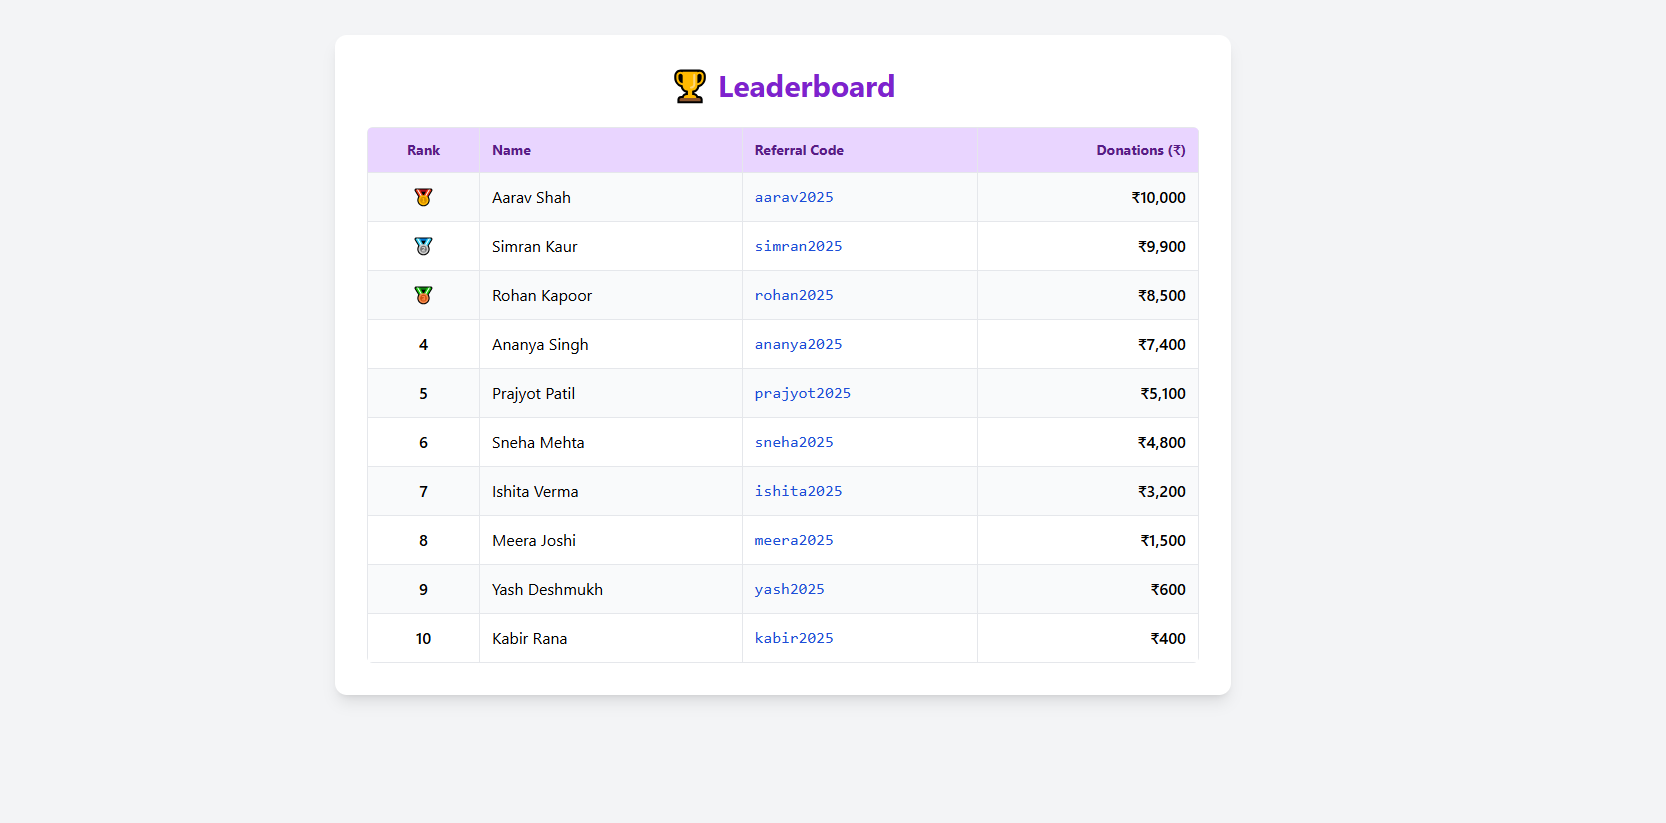 🏆 Leaderboard
Rank Name Referral Code Donations (₹)
🥇 Aarav Shah aarav2025 ₹10,000
🥈 Simran Kaur simran2025 ₹9,900
🥉 Rohan Kapoor rohan2025 ₹8,500
4 Ananya Singh ananya2025 ₹7,400
5 Prajyot Patil prajyot2025 ₹5,100
6 Sneha Mehta sneha2025 ₹4,800
7 Ishita Verma ishita2025 ₹3,200
8 Meera Joshi meera2025 ₹1,500
9 Yash Deshmukh yash2025 ₹600
10 Kabir Rana kabir2025 ₹400